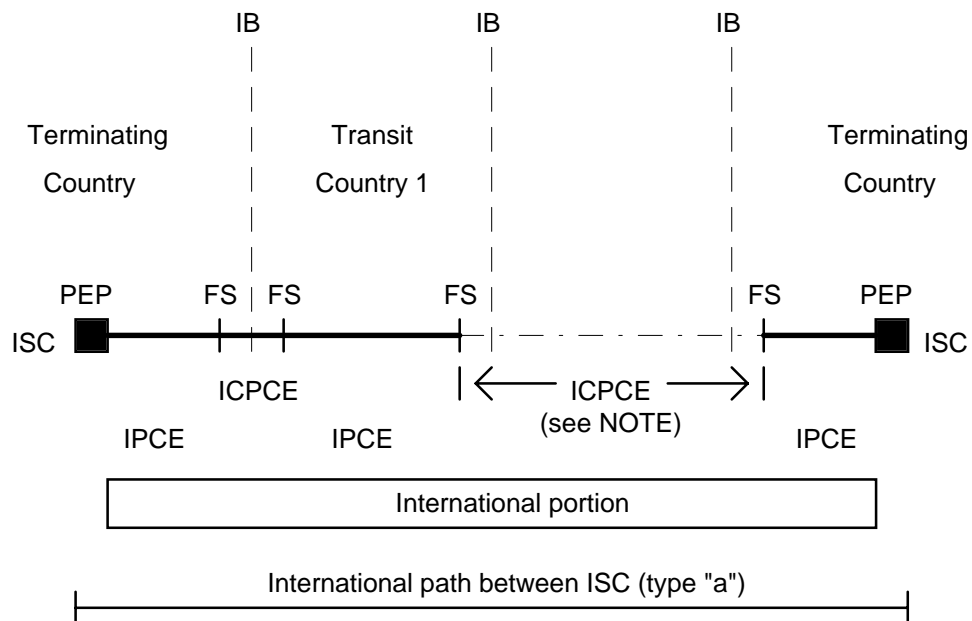 IB IB IB
Terminating Transit Terminating
Country Country 1 Country
PEP FS FS FS FS PEP
ISC ISC
ICPCE ICPCE
(see NOTE)
IPCE IPCE IPCE
International portion
International path between ISC (type "a")